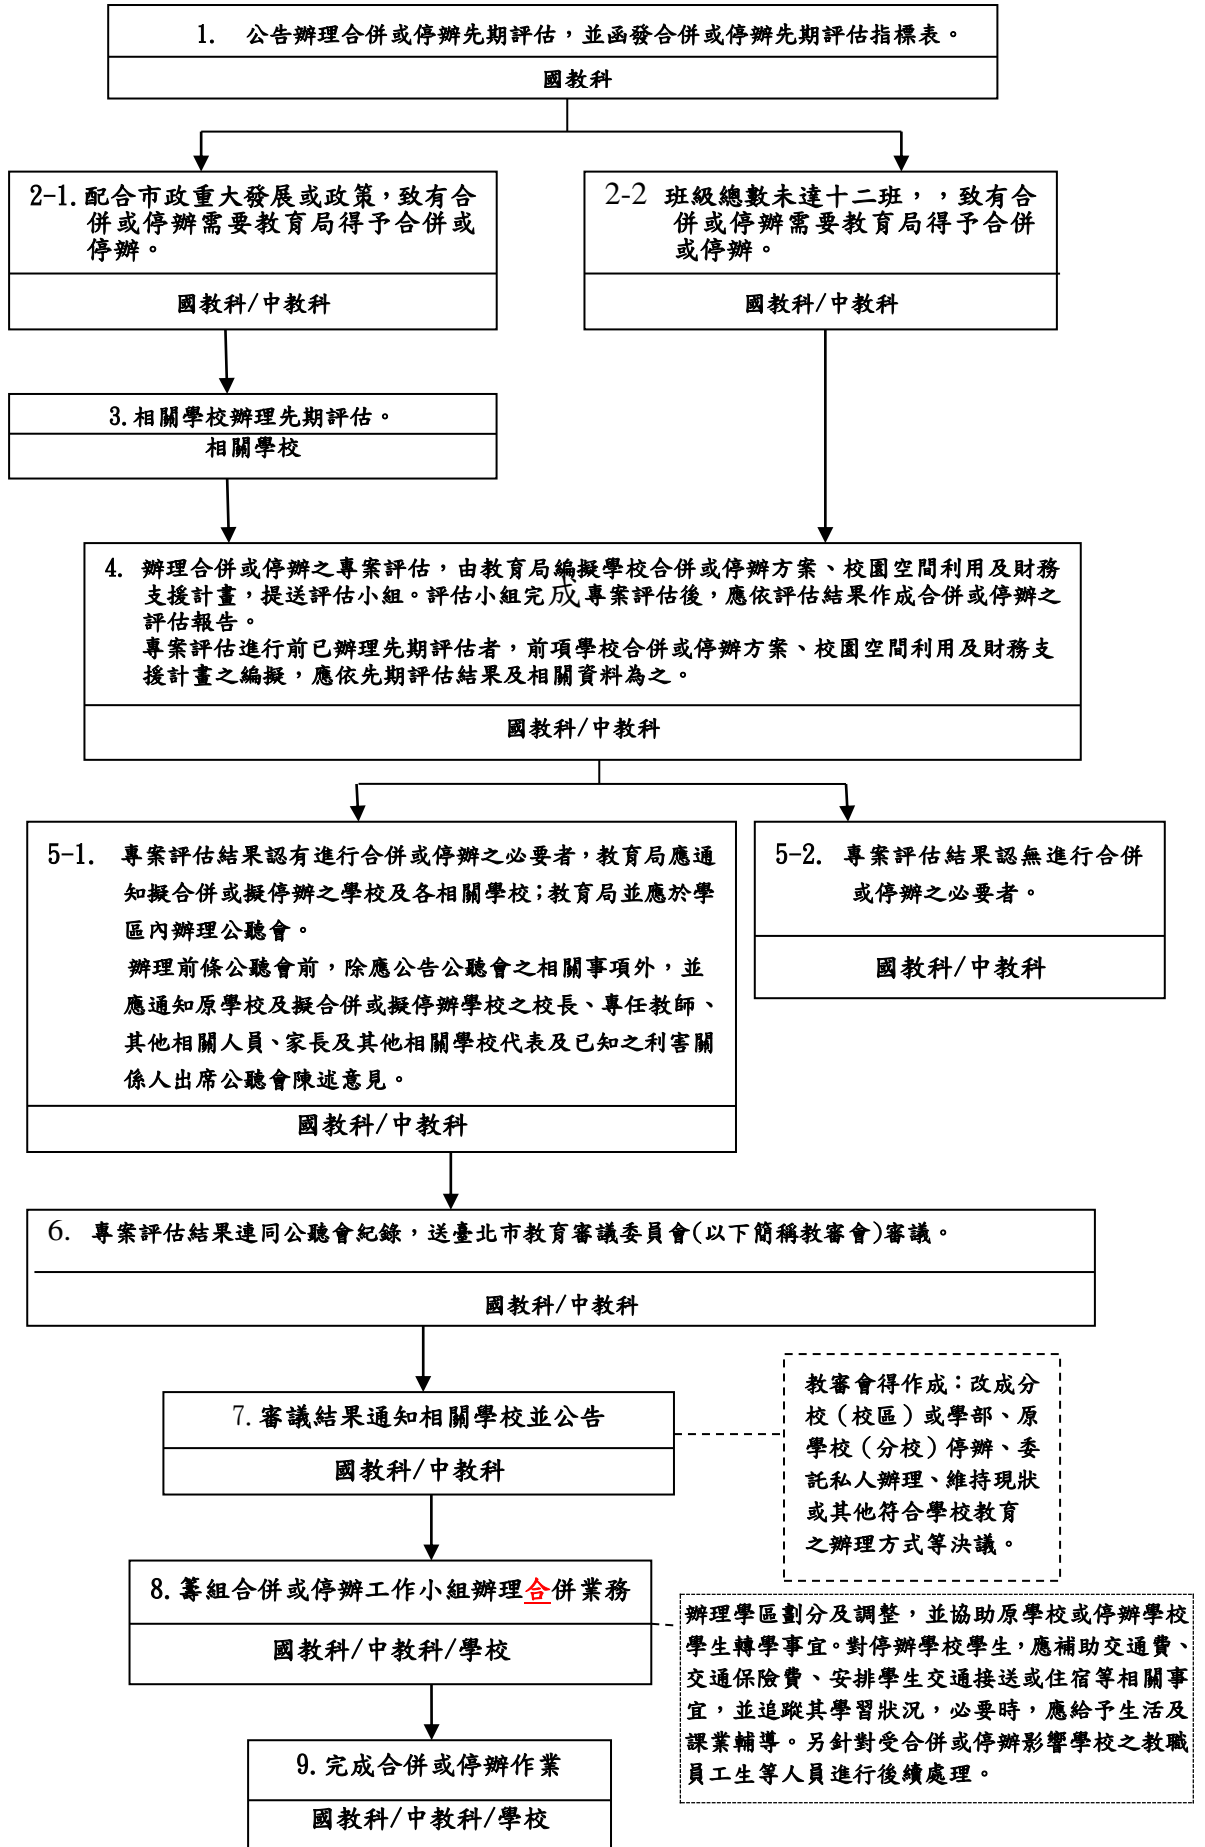 1. 公告辦理合併或停辦先期評估，並函發合併或停辦先期評估指標表。
國教科
2-1.配合市政重大發展或政策，致有合
併或停辦需要教育局得予合併或
停辦。
國教科/中教科
2-2 班級總數未達十二班，，致有合
併或停辦需要教育局得予合併
或停辦。
國教科/中教科
3.相關學校辦理先期評估。
相關學校
4. 辦理合併或停辦之專案評估，由教育局編擬學校合併或停辦方案、校園空間利用及財務
支援計畫，提送評估小組。評估小組完成專案評估後，應依評估結果作成合併或停辦之
評估報告。
專案評估進行前已辦理先期評估者，前項學校合併或停辦方案、校園空間利用及財務支
援計畫之編擬，應依先期評估結果及相關資料為之。
國教科/中教科
5-1. 專案評估結果認有進行合併或停辦之必要者，教育局應通
知擬合併或擬停辦之學校及各相關學校；教育局並應於學
區內辦理公聽會。
辦理前條公聽會前，除應公告公聽會之相關事項外，並
應通知原學校及擬合併或擬停辦學校之校長、專任教師、
其他相關人員、家長及其他相關學校代表及已知之利害關
係人出席公聽會陳述意見。
國教科/中教科
5-2. 專案評估結果認無進行合併
或停辦之必要者。
國教科/中教科
6. 專案評估結果連同公聽會紀錄，送臺北市教育審議委員會(以下簡稱教審會)審議。
國教科/中教科
7.審議結果通知相關學校並公告
國教科/中教科
教審會得作成：改成分
校（校區）或學部、原
學校（分校）停辦、委
託私人辦理、維持現狀
或其他符合學校教育
之辦理方式等決議。
8.籌組合併或停辦工作小組辦理合併業務
國教科/中教科/學校
辦理學區劃分及調整，並協助原學校或停辦學校
學生轉學事宜。對停辦學校學生，應補助交通費、
交通保險費、安排學生交通接送或住宿等相關事
宜，並追蹤其學習狀況，必要時，應給予生活及
課業輔導。另針對受合併或停辦影響學校之教職
員工生等人員進行後續處理。
9.完成合併或停辦作業
國教科/中教科/學校